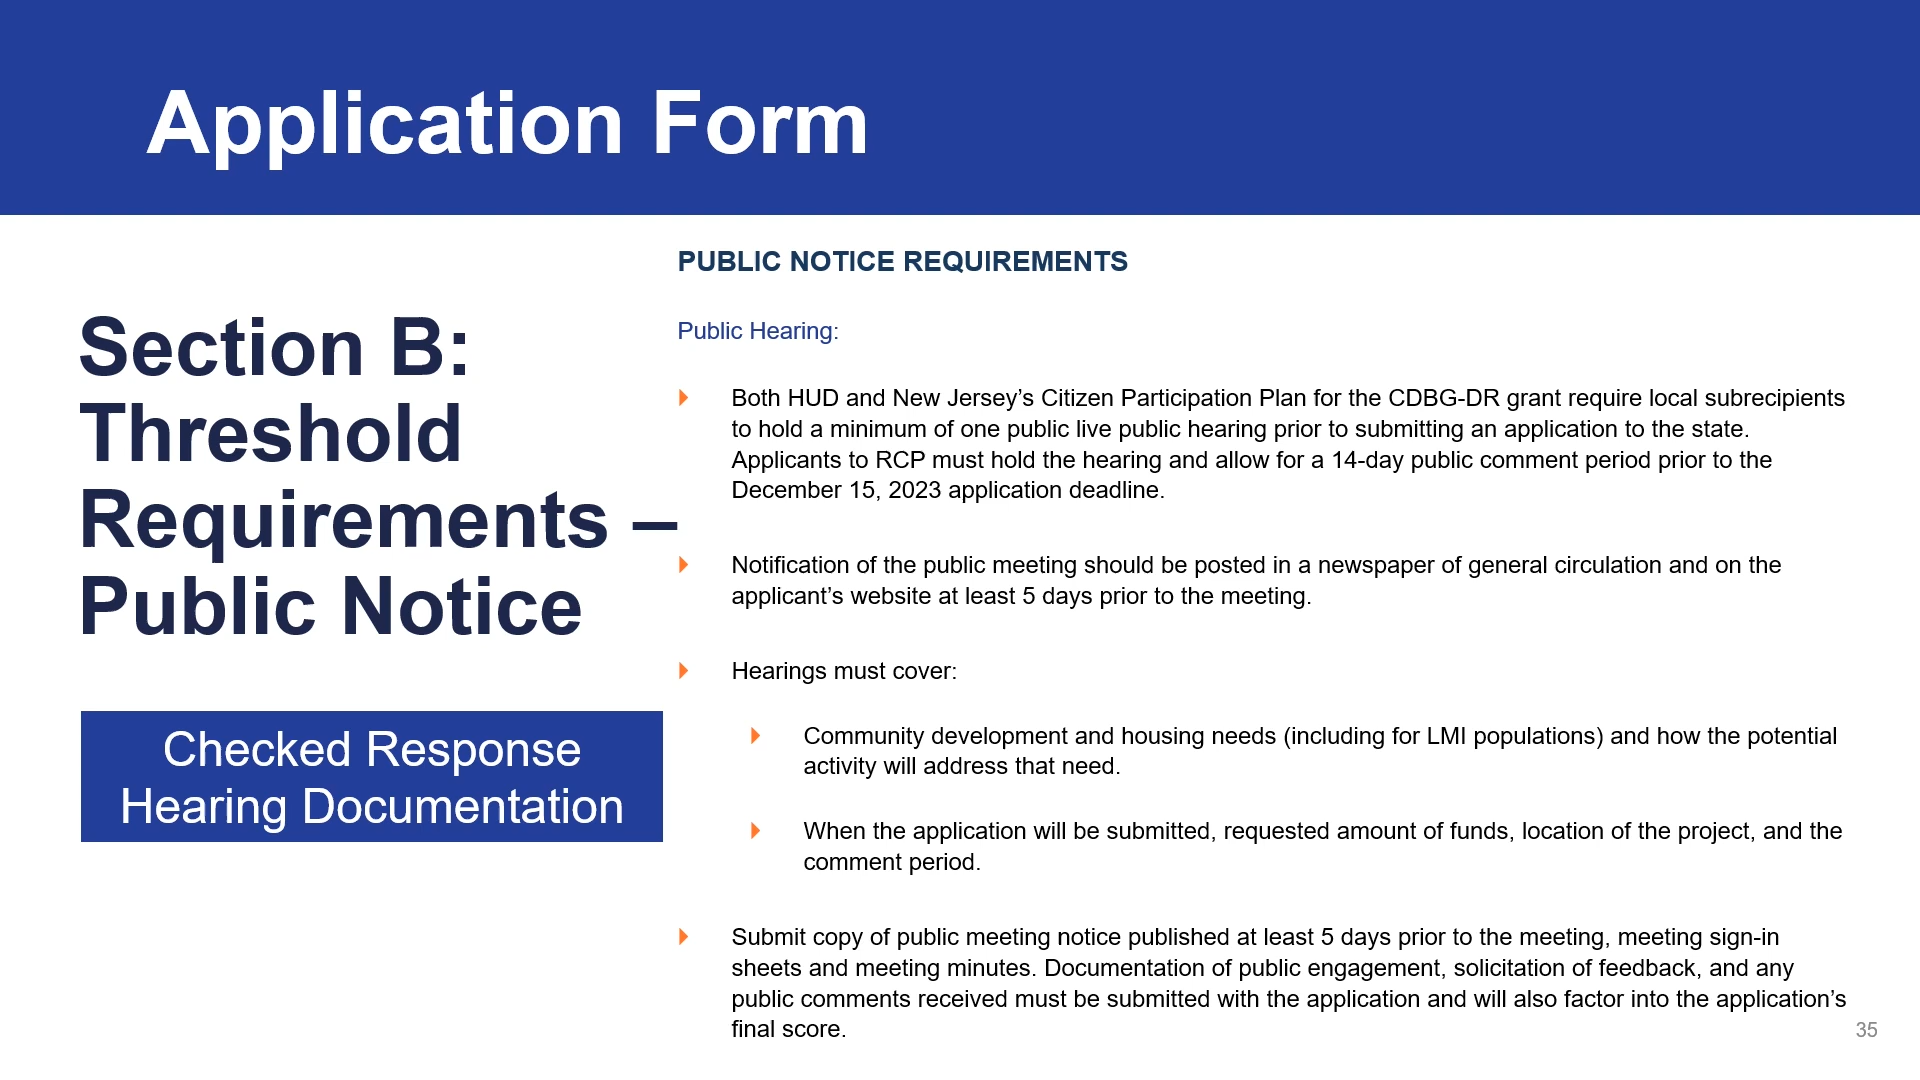 Application Form
Section B:
Threshold
Requirements –
Public Notice
Checked Response
Hearing Documentation
PUBLIC NOTICE REQUIREMENTS
Public Hearing:
Both HUD and New Jersey’s Citizen Participation Plan for the CDBG-DR grant require local subrecipients
to hold a minimum of one public live public hearing prior to submitting an application to the state.
Applicants to RCP must hold the hearing and allow for a 14-day public comment period prior to the
December 15, 2023 application deadline.
Notification of the public meeting should be posted in a newspaper of general circulation and on the
applicant’s website at least 5 days prior to the meeting.
Hearings must cover:
Community development and housing needs (including for LMI populations) and how the potential
activity will address that need.
When the application will be submitted, requested amount of funds, location of the project, and the
comment period.
Submit copy of public meeting notice published at least 5 days prior to the meeting, meeting sign-in
sheets and meeting minutes. Documentation of public engagement, solicitation of feedback, and any
public comments received must be submitted with the application and will also factor into the application’s
final score.
35